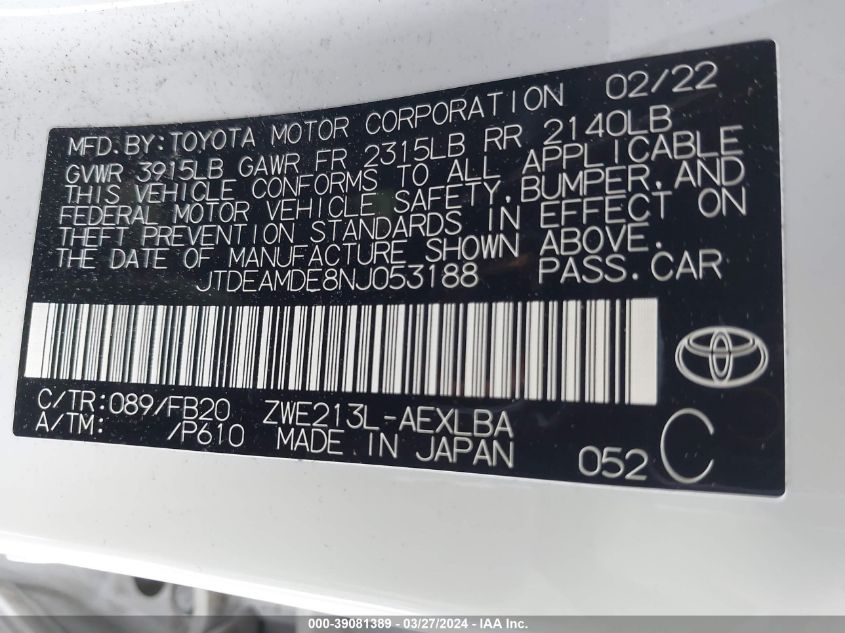 MFD. BY: TOYOTA MOTOR CORPORATION 02/22
GVWR 3915LB GAWR FR 2315LB RR 2140LB
THIS VEHICLE CONFORMS TO ALL APPLICABLE
FEDERAL MOTOR VEHICLE SAFETY, BUMPER, AND
THEFT PREVENTION STANDARDS IN EFFECT ON
THE DATE OF MANUFACTURE SHOWN ABOVE.
JTDEAMDE8NJ053188 PASS. CAR
C/TR: 089/FB20 ZWE213L-AEXLBA
A/TM: /P610 MADE IN JAPAN 052 C
000-39081389 - 03/27/2024 - IAA Inc.